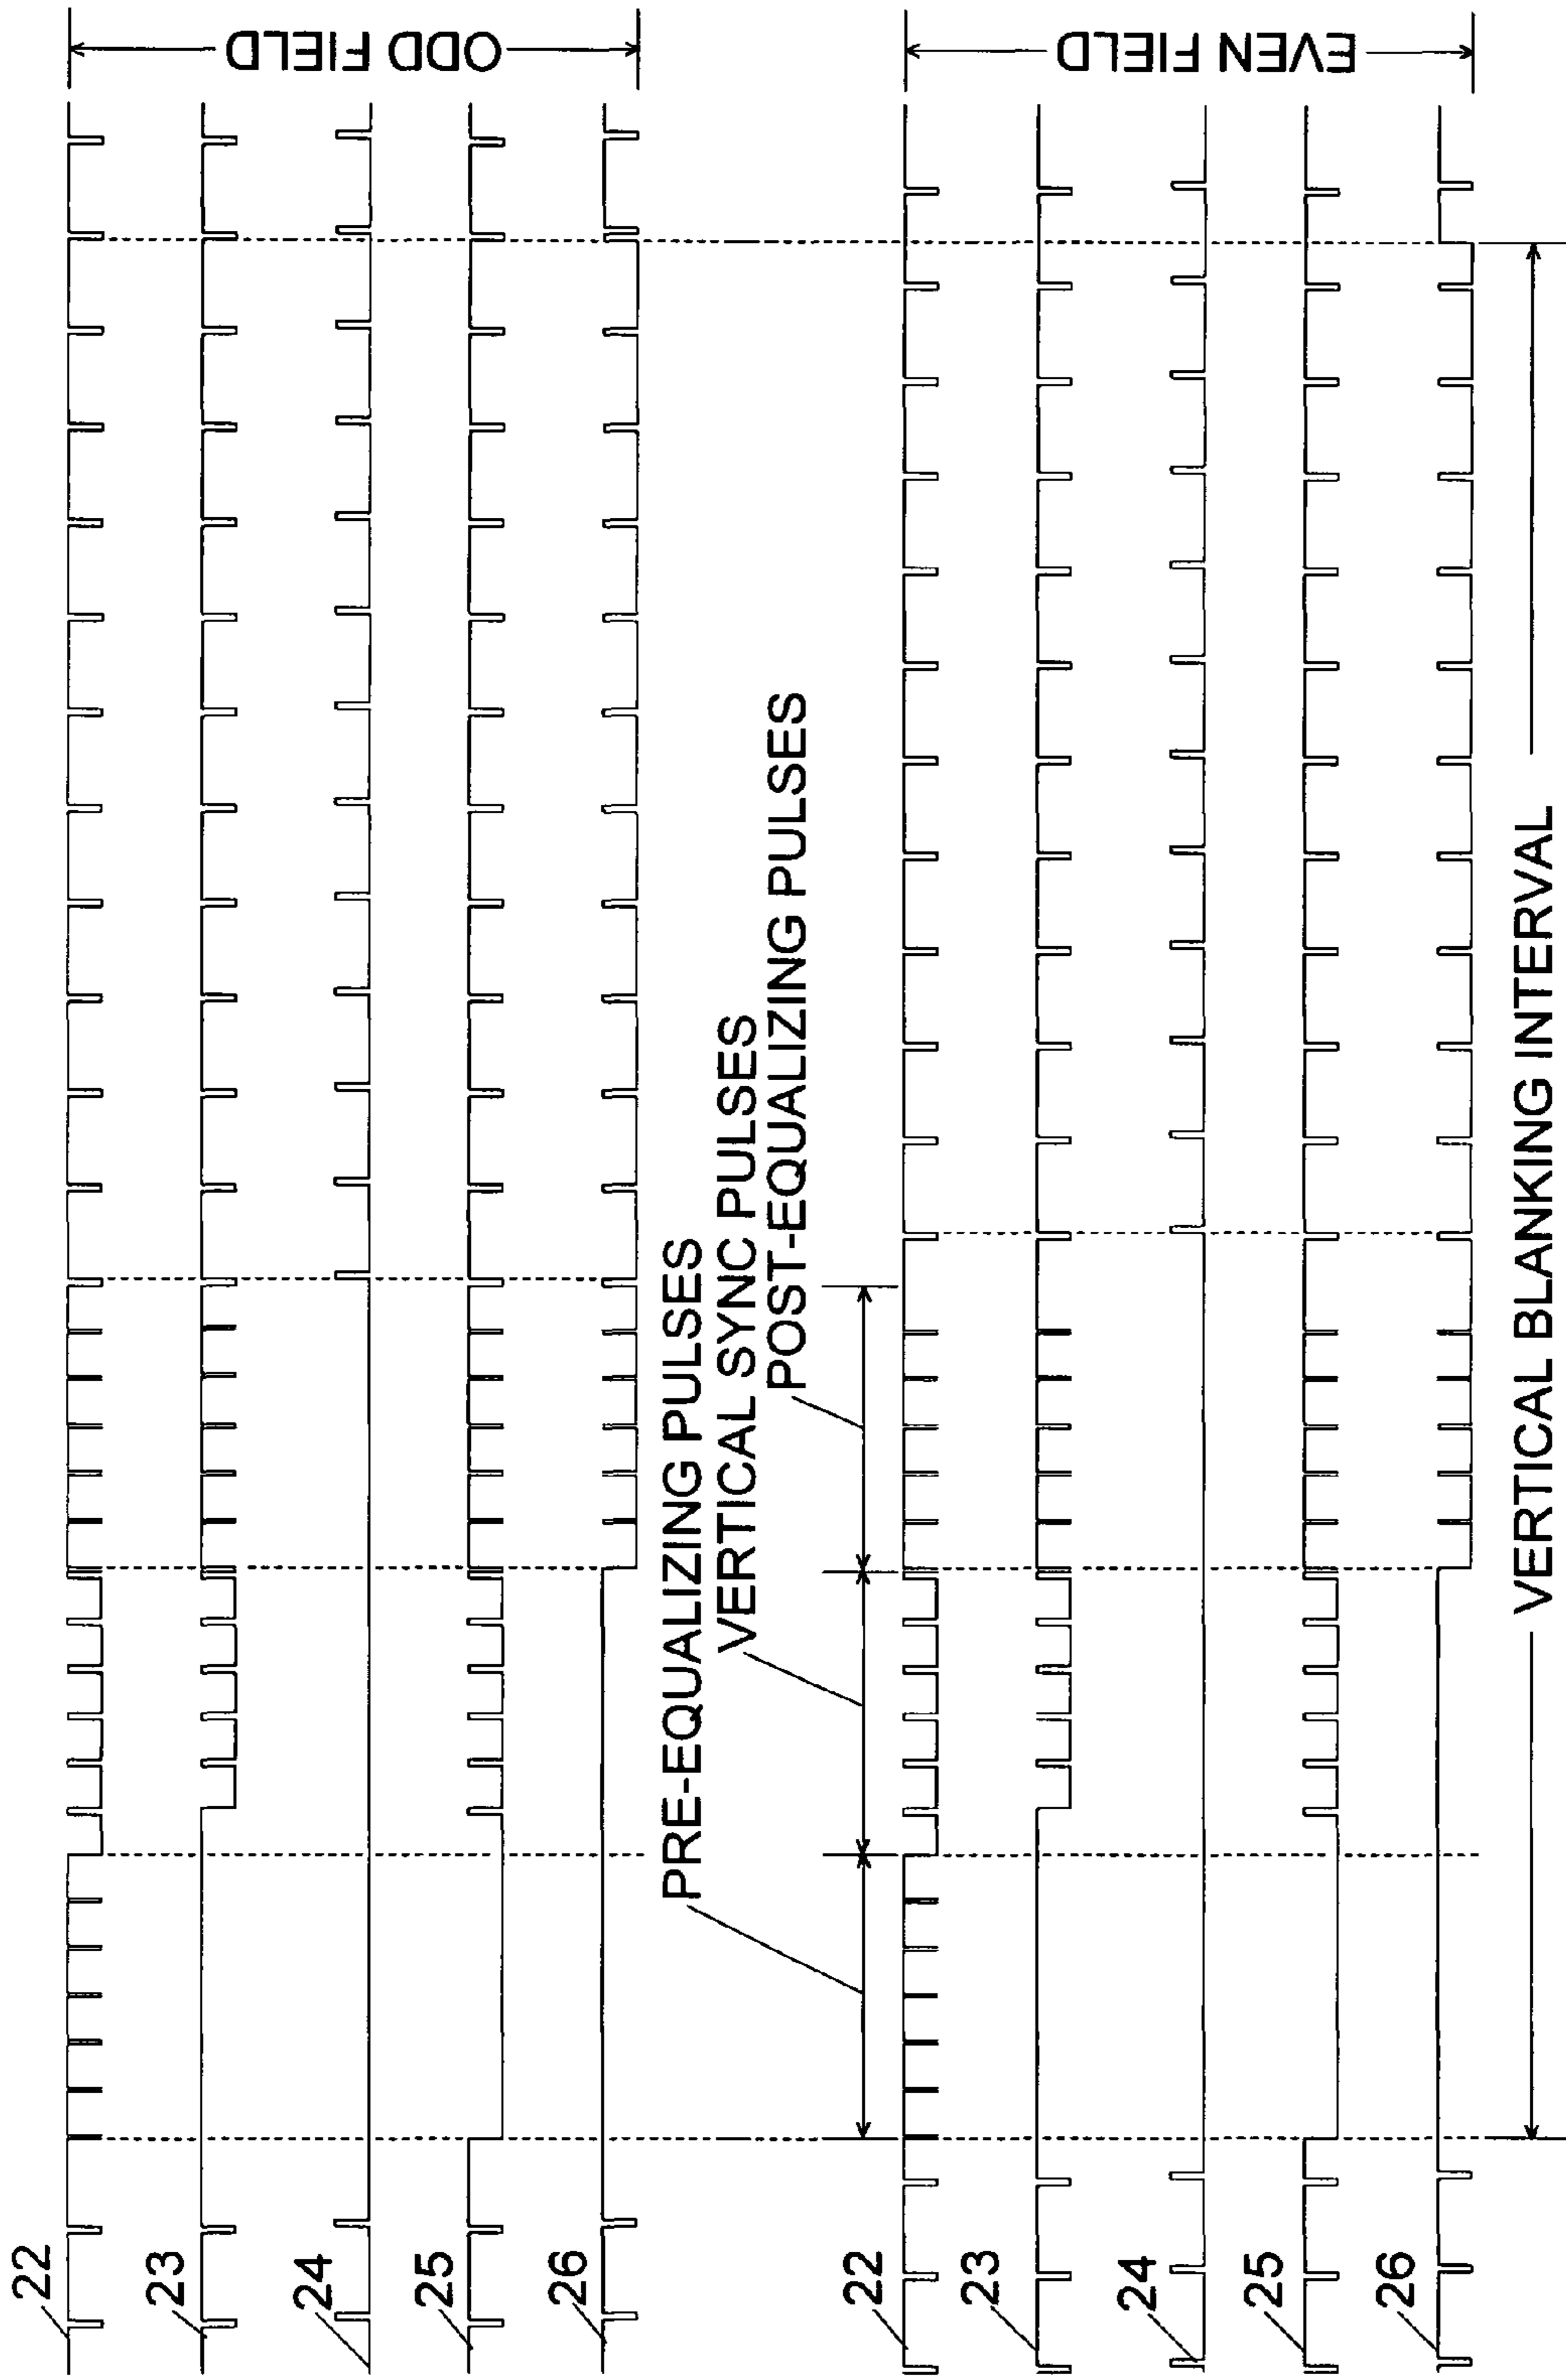 22
23
24
25
26
ODD FIELD
PRE-EQUALIZING PULSES
VERTICAL SYNC PULSES
POST-EQUALIZING PULSES
22
23
24
25
26
EVEN FIELD
VERTICAL BLANKING INTERVAL